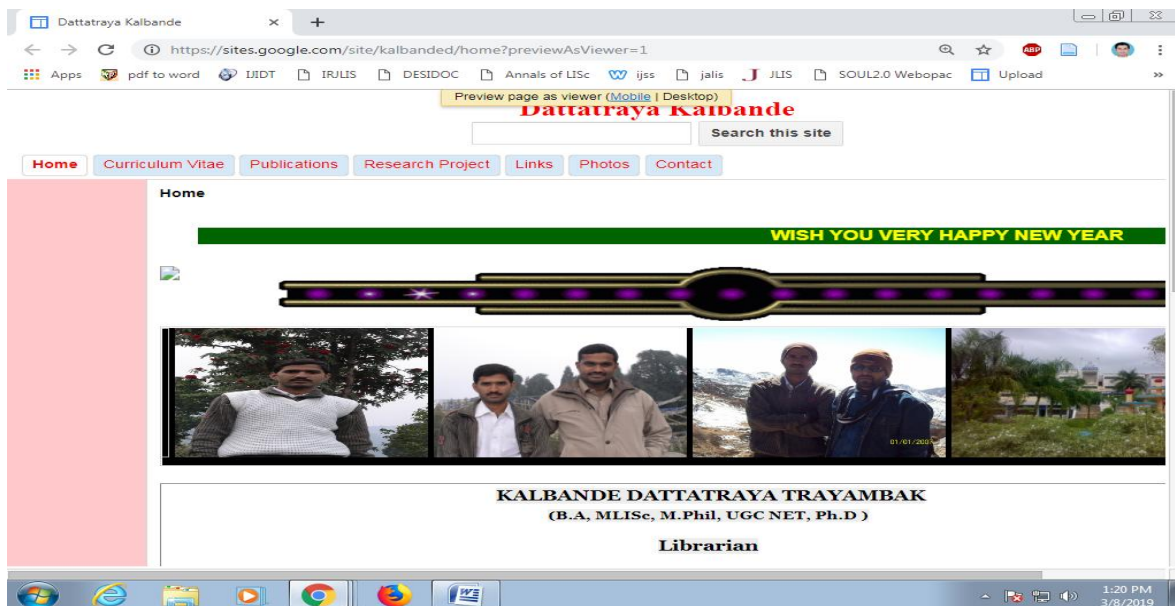 Dattatraya Kalbande
https://sites.google.com/site/kalbanded/home?previewAsViewer=1
ABP
Apps pdf to word IJIDT IRJLIS DESIDOC Annals of LISc ijss jalis J JLIS SOUL2.0 Webopac Upload »
Preview page as viewer (Mobile | Desktop)
Dattatraya Kalbande
Search this site
Home Curriculum Vitae Publications Research Project Links Photos Contact
Home
WISH YOU VERY HAPPY NEW YEAR
KALBANDE DATTATRAYA TRAYAMBAK
(B.A, MLISc, M.Phil, UGC NET, Ph.D )
Librarian
1:20 PM
3/8/2019